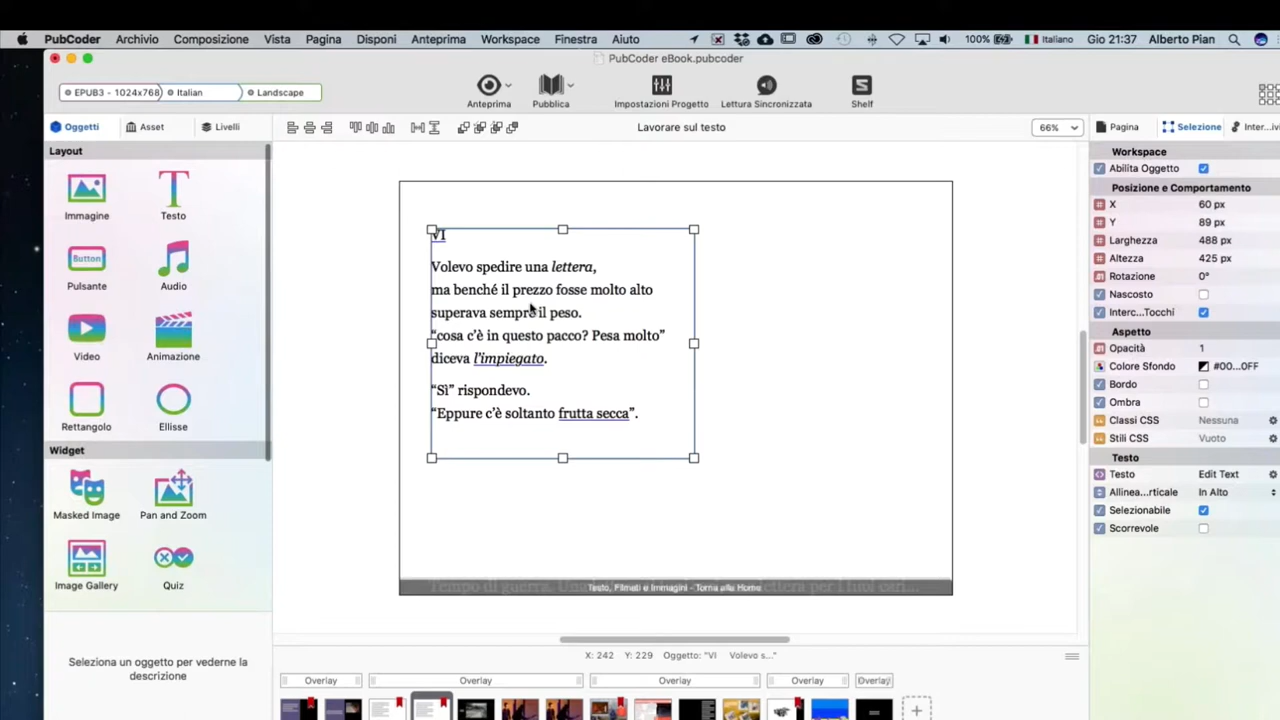 PubCoder Archivio Composizione Vista Pagina Disponi Anteprima Workspace Finestra Aiuto 100% Italiano Gio 21:37 Alberto Pian
PubCoder eBook.pubcoder
EPUB3 - 1024x768 Italian Landscape
Anteprima Pubblica Impostazioni Progetto Lettura Sincronizzata Shelf
Oggetti Asset Livelli Lavorare sul testo 66% Pagina Selezione Inter...ivi
Layout
Immagine Testo
Button
Pulsante Audio
Video Animazione
Rettangolo Ellisse
Widget
Masked Image Pan and Zoom
Image Gallery Quiz
Seleziona un oggetto per vederne la
descrizione
VI
Volevo spedire una lettera,
ma benché il prezzo fosse molto alto
superava sempre il peso.
“cosa c’è in questo pacco? Pesa molto”
diceva l’impiegato.
“Sì” rispondevo.
“Eppure c’è soltanto frutta secca”.
Testo, Filmati e Immagini - Torna alla Home
X: 242 Y: 229 Oggetto: "VI Volevo s..."
Overlay Overlay Overlay Overlay Overlay
Workspace
Abilita Oggetto
Posizione e Comportamento
X 60 px
Y 89 px
Larghezza 488 px
Altezza 425 px
Rotazione 0°
Nascosto
Interc...Tocchi
Aspetto
Opacità 1
Colore Sfondo #00...OFF
Bordo
Ombra
Classi CSS Nessuna
Stili CSS Vuoto
Testo
Testo Edit Text
Allinea...rticale In Alto
Selezionabile
Scorrevole